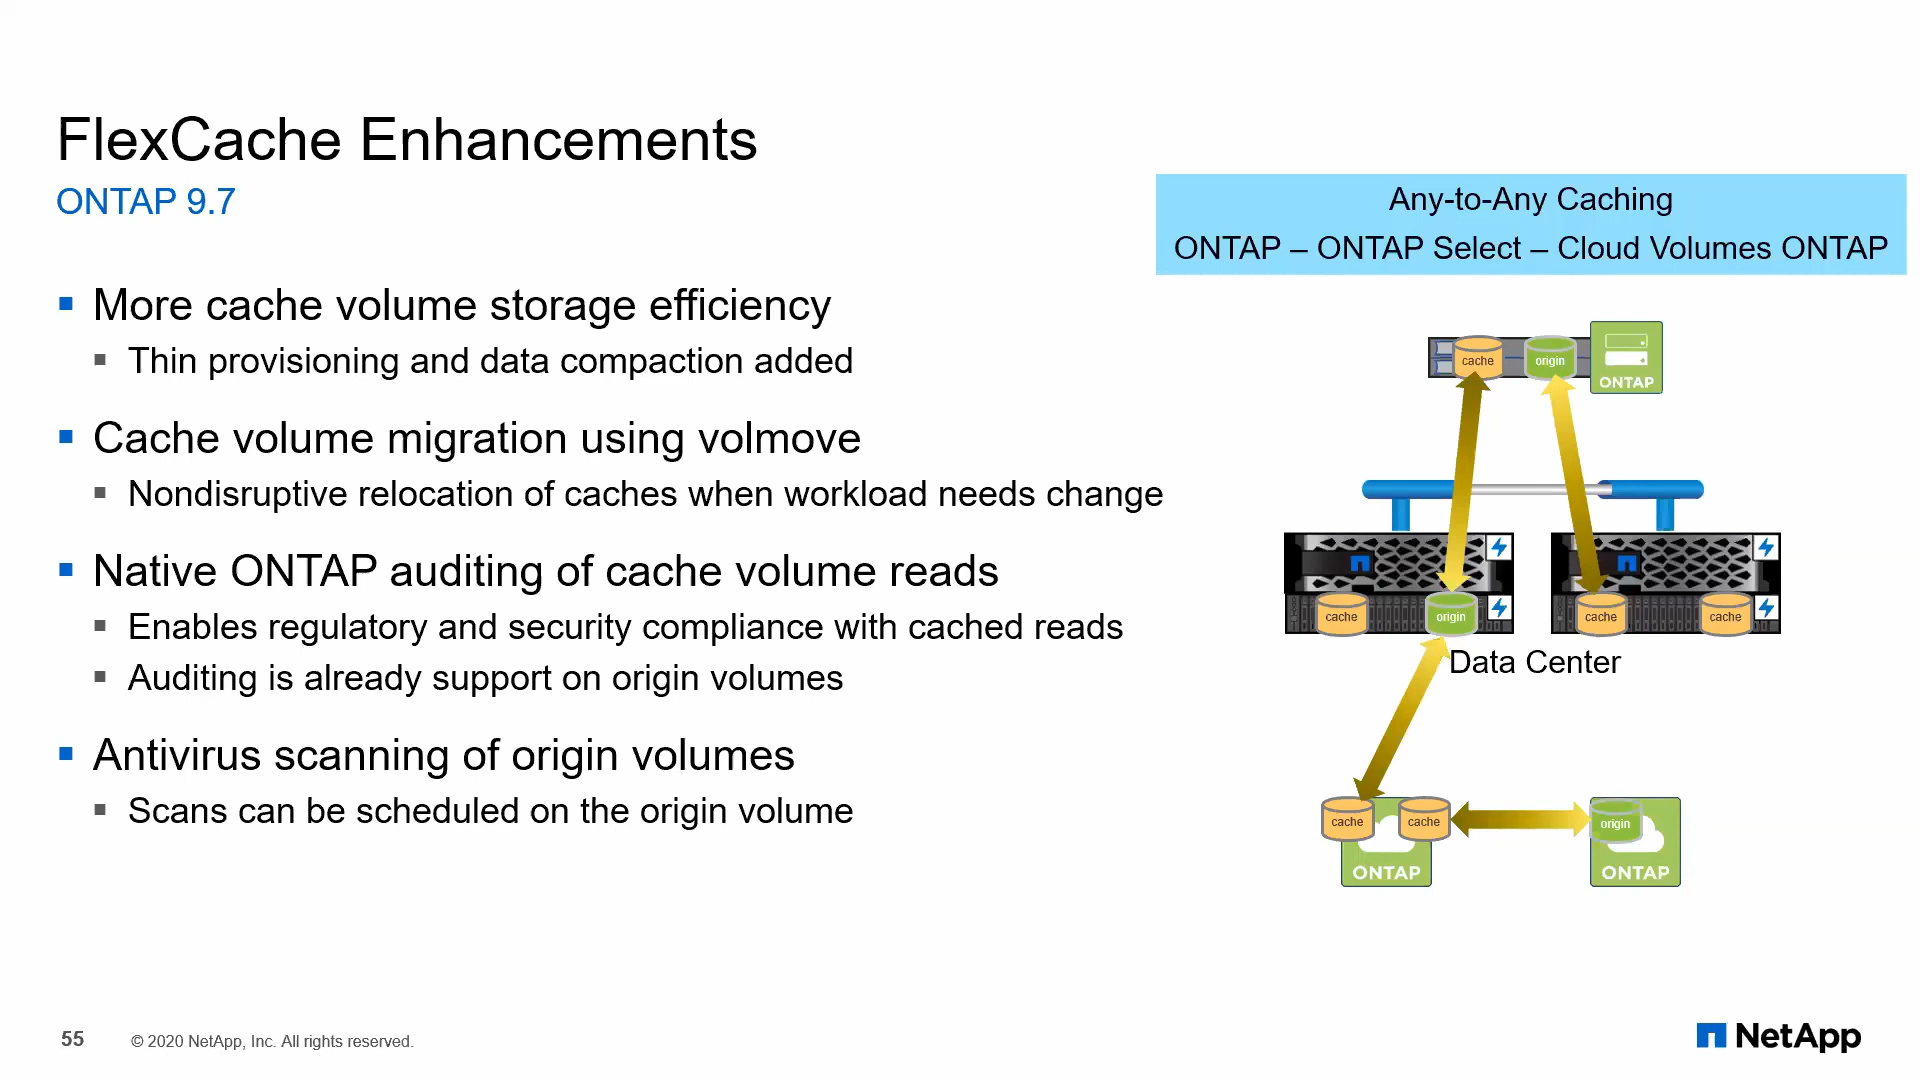 FlexCache Enhancements
ONTAP 9.7
More cache volume storage efficiency
Thin provisioning and data compaction added
Cache volume migration using volmove
Nondisruptive relocation of caches when workload needs change
Native ONTAP auditing of cache volume reads
Enables regulatory and security compliance with cached reads
Auditing is already support on origin volumes
Antivirus scanning of origin volumes
Scans can be scheduled on the origin volume
Any-to-Any Caching
ONTAP – ONTAP Select – Cloud Volumes ONTAP
cache
origin
ONTAP
cache
origin
cache
cache
Data Center
cache
cache
origin
ONTAP
ONTAP
55
© 2020 NetApp, Inc. All rights reserved.
NetApp